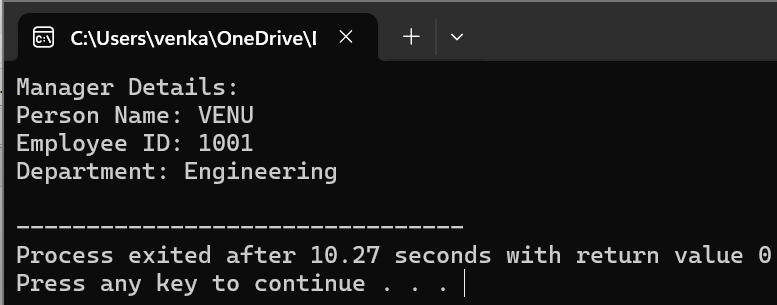 C:\Users\venka\OneDrive\I
Manager Details:
Person Name: VENU
Employee ID: 1001
Department: Engineering
--------------------------------
Process exited after 10.27 seconds with return value 0
Press any key to continue . . .